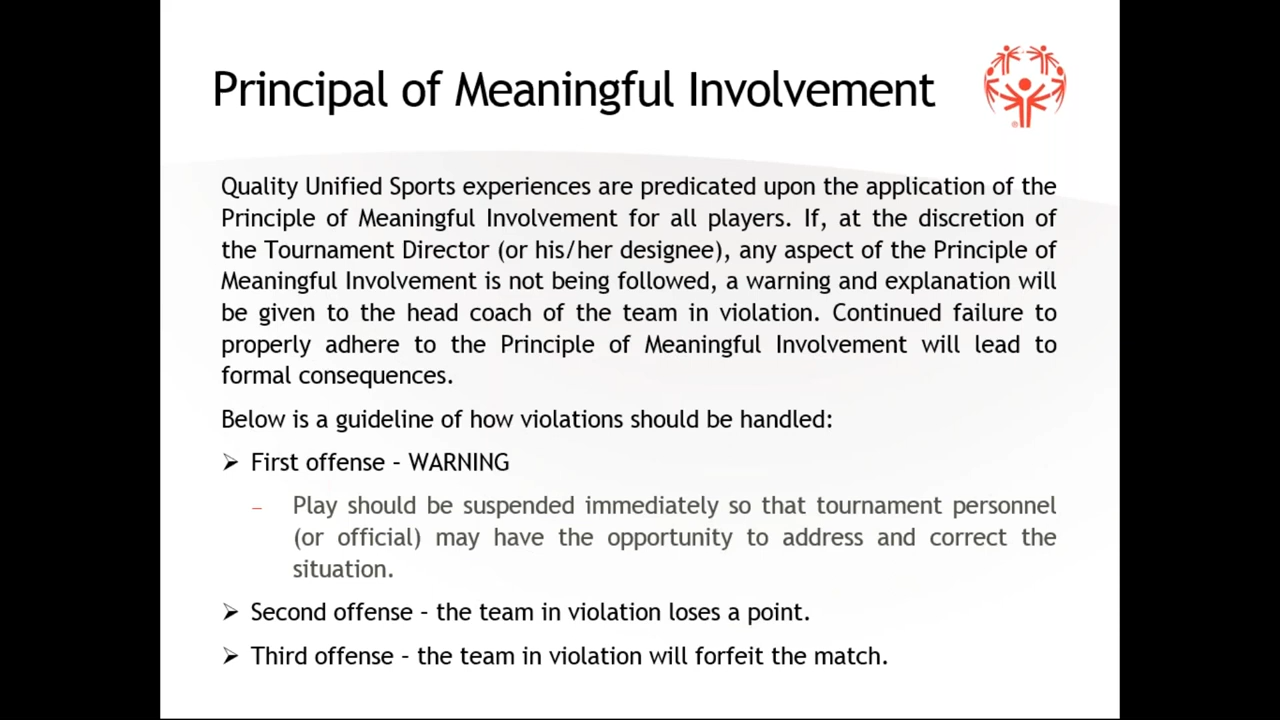 Principal of Meaningful Involvement
Quality Unified Sports experiences are predicated upon the application of the
Principle of Meaningful Involvement for all players. If, at the discretion of
the Tournament Director (or his/her designee), any aspect of the Principle of
Meaningful Involvement is not being followed, a warning and explanation will
be given to the head coach of the team in violation. Continued failure to
properly adhere to the Principle of Meaningful Involvement will lead to
formal consequences.
Below is a guideline of how violations should be handled:
➢ First offense – WARNING
– Play should be suspended immediately so that tournament personnel
(or official) may have the opportunity to address and correct the
situation.
➢ Second offense – the team in violation loses a point.
➢ Third offense – the team in violation will forfeit the match.